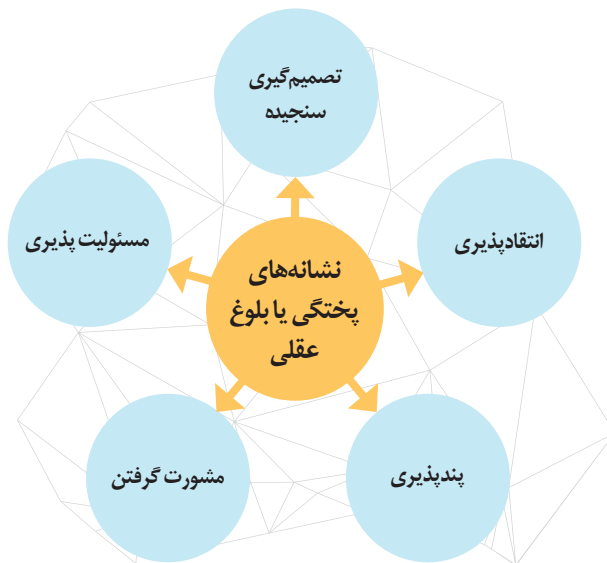 تصمیم‌گیری
سنجیده
انتقادپذیری
مسئولیت پذیری
نشانه‌های
پختگی یا بلوغ
عقلی
پندپذیری
مشورت گرفتن